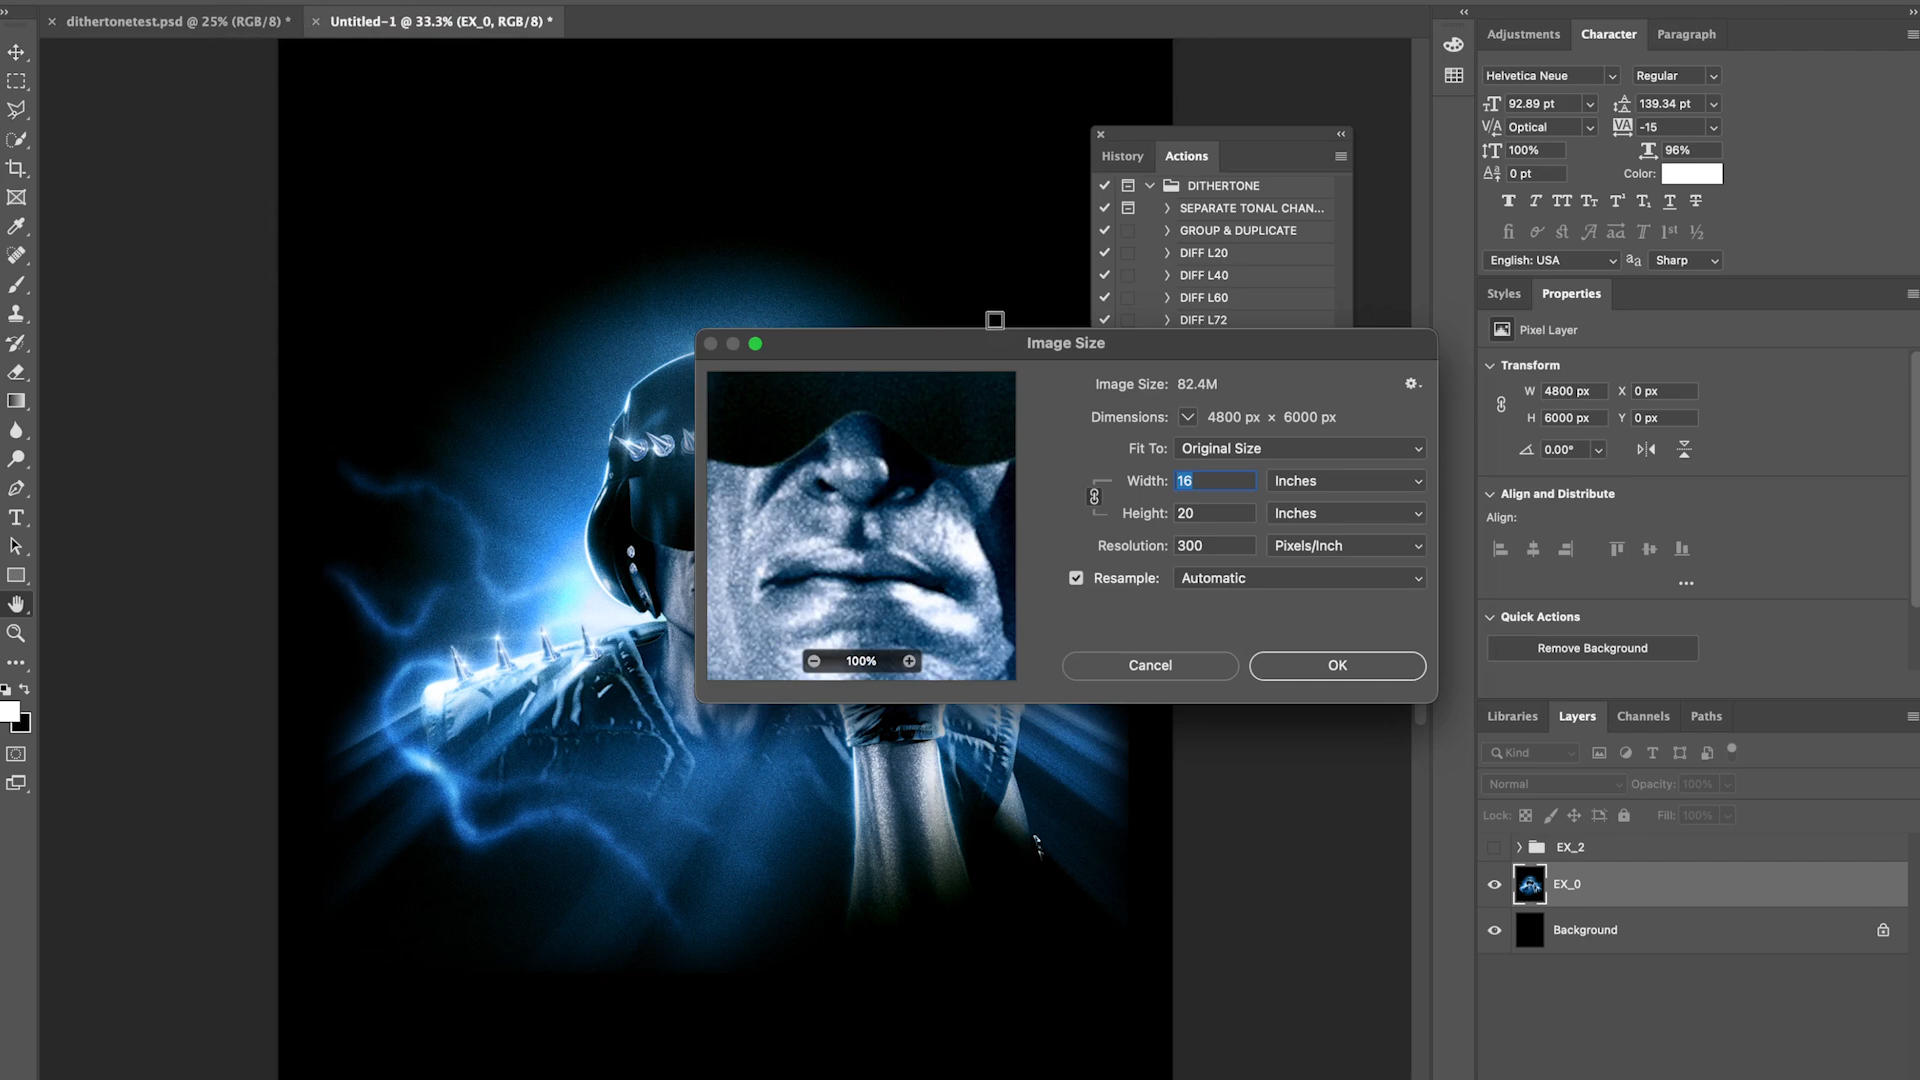 dithertonetest.psd @ 25% (RGB/8) *
Untitled-1 @ 33.3% (EX_0, RGB/8) *
History
Actions
DITHERTONE
SEPARATE TONAL CHAN...
GROUP & DUPLICATE
DIFF L20
DIFF L40
DIFF L60
DIFF L72
Image Size
Image Size: 82.4M
Dimensions: 4800 px × 6000 px
Fit To: Original Size
Width: 16 Inches
Height: 20 Inches
Resolution: 300 Pixels/Inch
Resample: Automatic
100%
Cancel
OK
Adjustments
Character
Paragraph
Helvetica Neue
Regular
92.89 pt
139.34 pt
Optical
-15
100%
96%
0 pt
Color:
English: USA
Sharp
Styles
Properties
Pixel Layer
Transform
W 4800 px X 0 px
H 6000 px Y 0 px
0.00°
Align and Distribute
Align:
Quick Actions
Remove Background
Libraries
Layers
Channels
Paths
Kind
Normal
Opacity: 100%
Lock:
Fill: 100%
EX_2
EX_0
Background